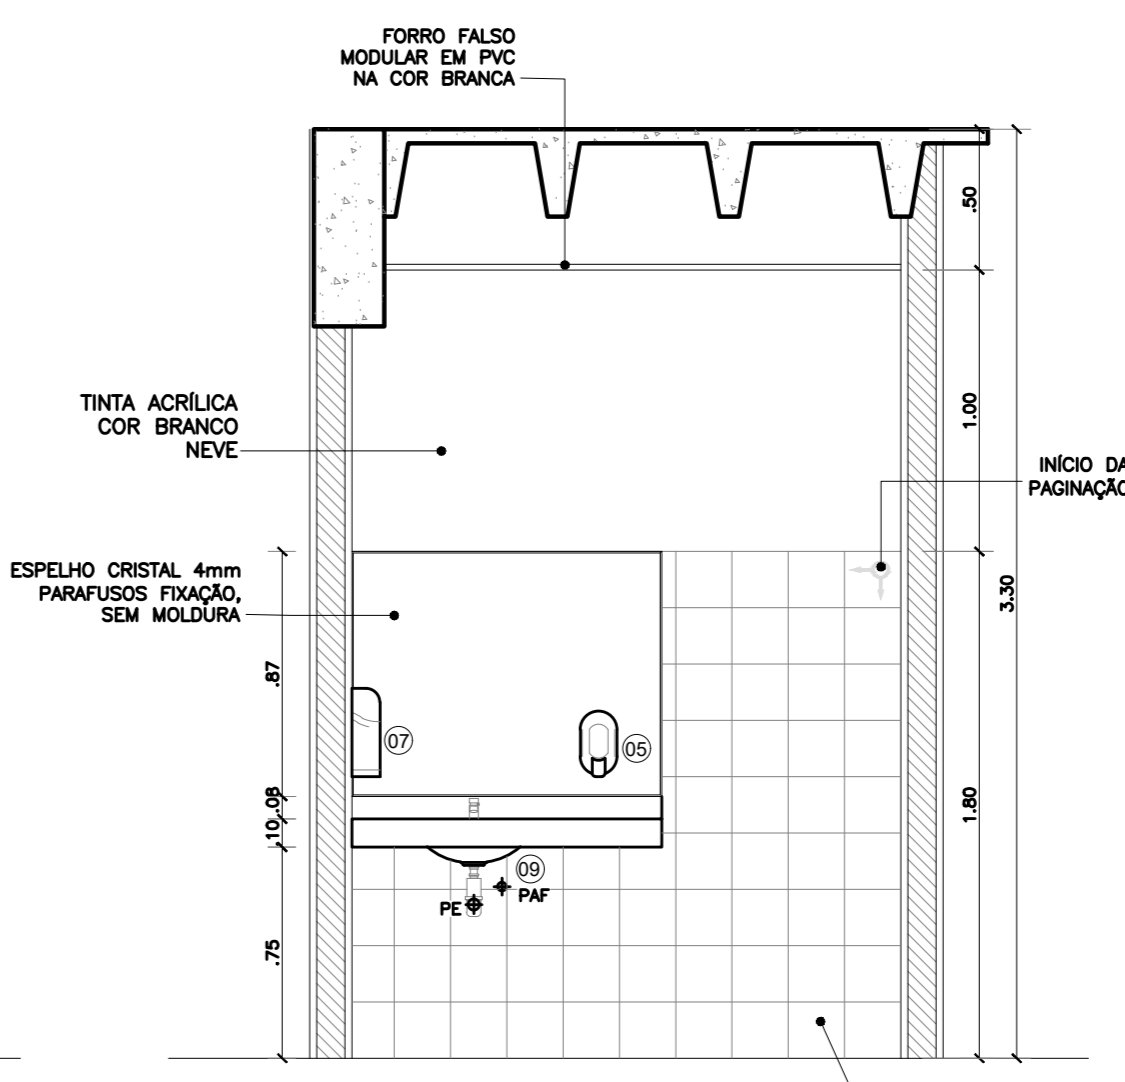 FORRO FALSO
MODULAR EM PVC
NA COR BRANCA
.50
TINTA ACRÍLICA
COR BRANCO
NEVE
1.00
INÍCIO DA
PAGINAÇÃO
ESPELHO CRISTAL 4mm
PARAFUSOS FIXAÇÃO,
SEM MOLDURA
3.30
.87
07
05
.08
.10
1.80
09
PAF
PE
.75